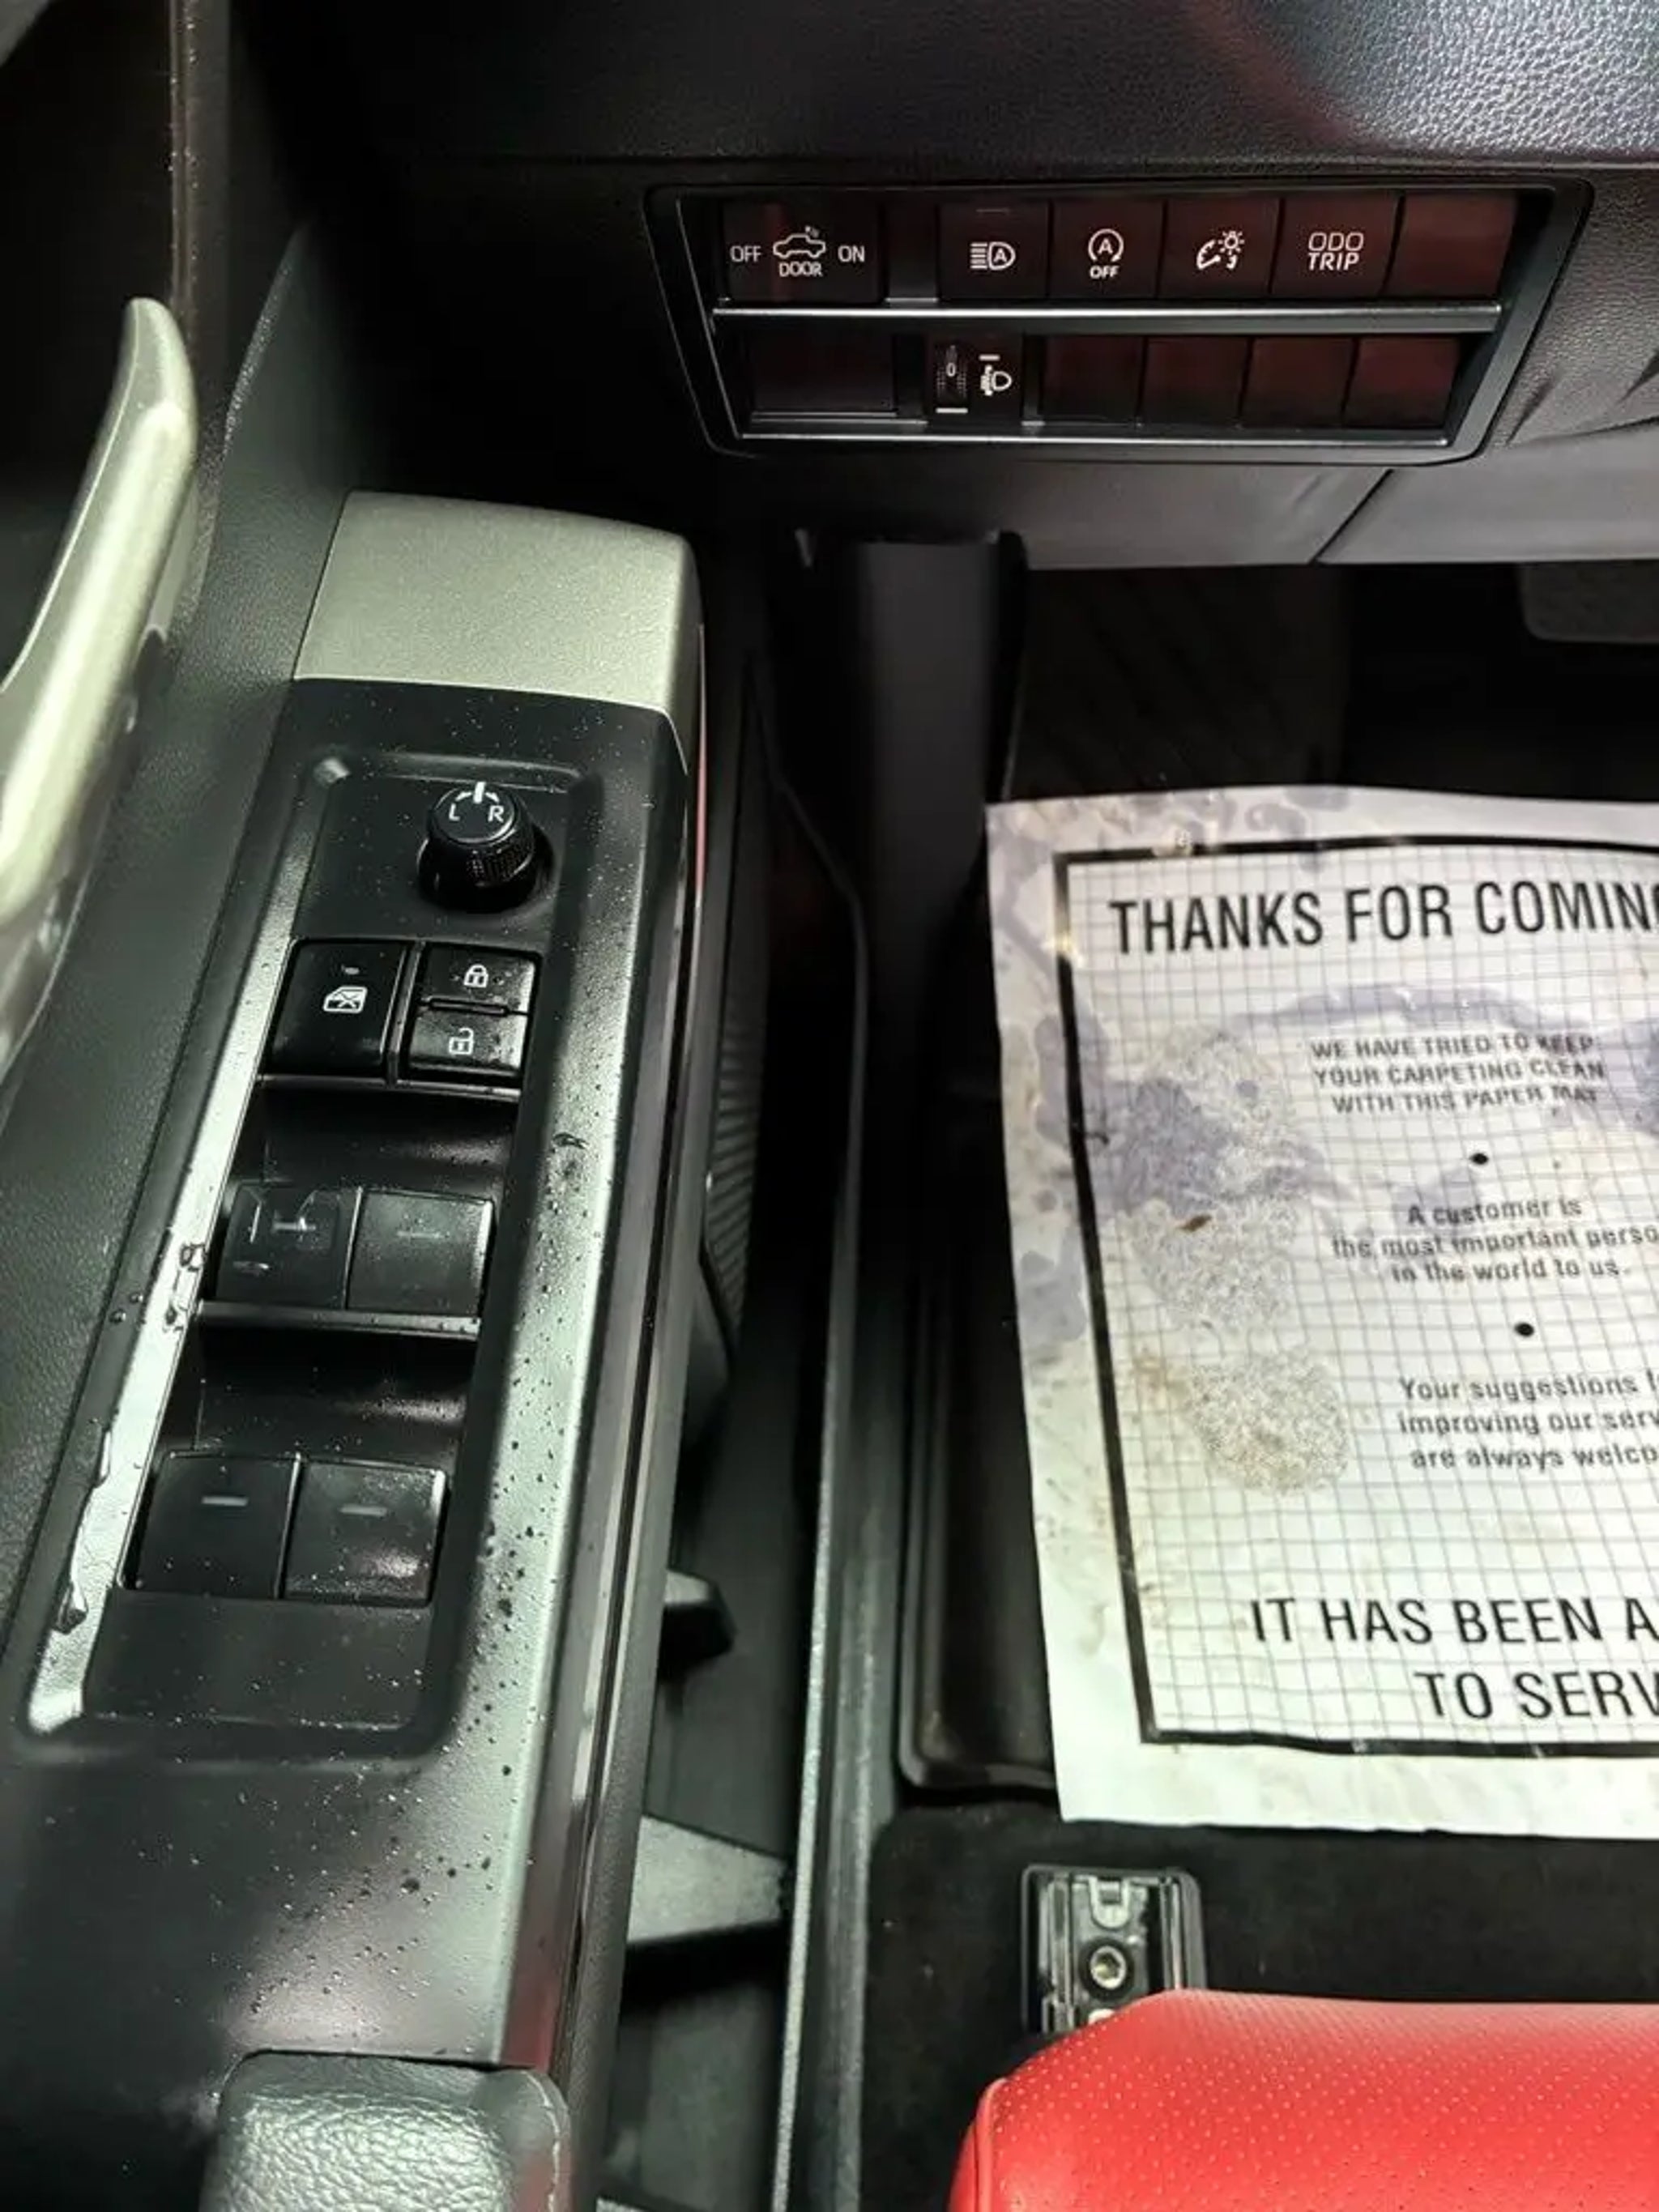 OFF DOOR ON
A
A
OFF
ODO
TRIP
0
L R
THANKS FOR COMING
WE HAVE TRIED TO KEEP
YOUR CARPETING CLEAN
WITH THIS PAPER MAT
•
A customer is
the most important perso
in the world to us.
•
Your suggestions f
improving our serv
are always welco
IT HAS BEEN A
TO SERV